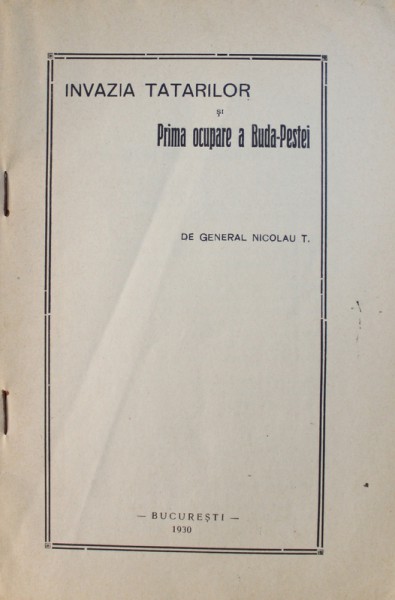 INVAZIA TATARILOR
și
Prima ocupare a Buda-Pestei
DE GENERAL NICOLAU T.
— BUCUREȘTI —
1930